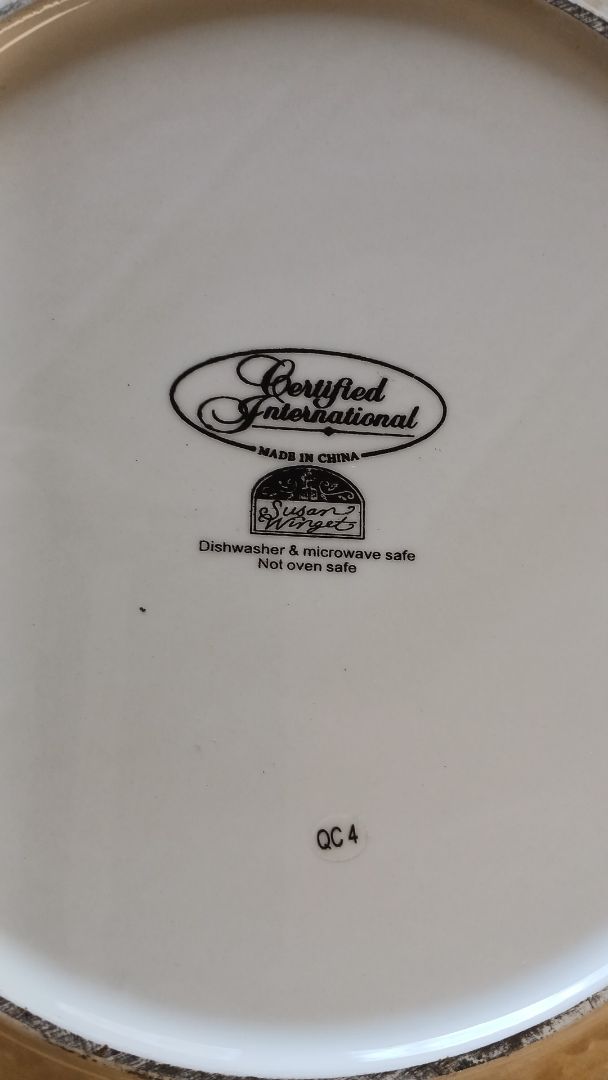 Certified
International
MADE IN CHINA
Susan
Winget
Dishwasher & microwave safe
Not oven safe
QC 4